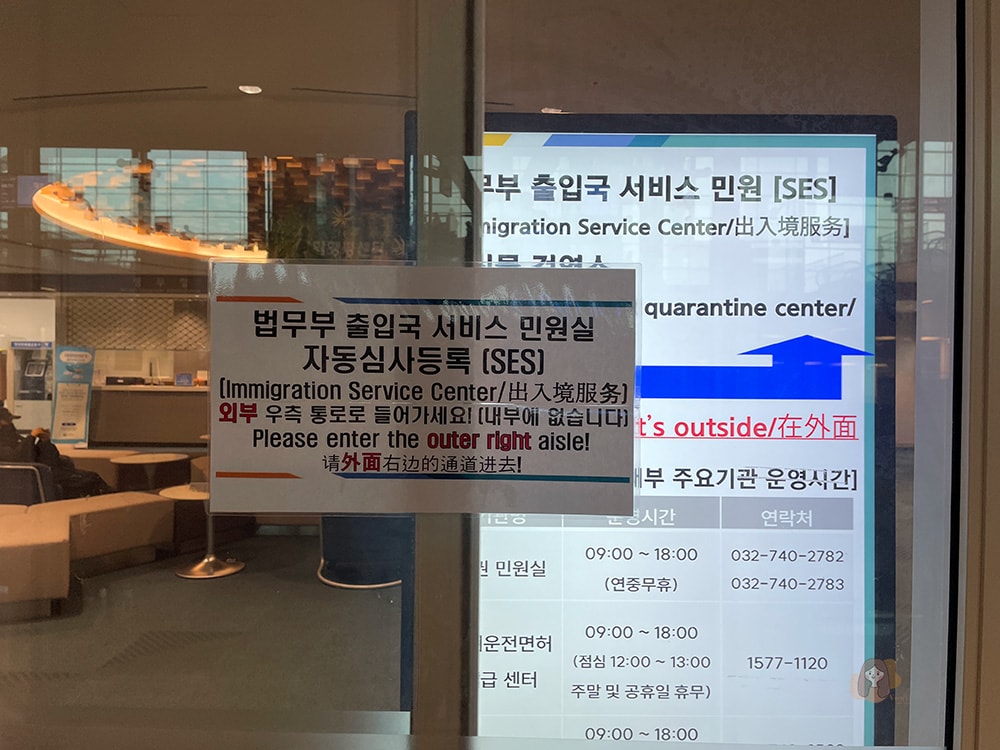 법무부 출입국 서비스 민원실
자동심사등록 (SES)
(Immigration Service Center/出入境服务)
외부 우측 통로로 들어가세요! (내부에 없습니다)
Please enter the outer right aisle!
请外面右边的通道进去!
무부 출입국 서비스 민원 [SES]
migration Service Center/出入境服务]
quarantine center/
t's outside/在外面
부 주요기관 운영시간]
운영시간 연락처
민원실 09:00 ~ 18:00 (연중무휴) 032-740-2782 032-740-2783
운전면허 급 센터 09:00 ~ 18:00 (점심 12:00 ~ 13:00 주말 및 공휴일 휴무) 1577-1120
09:00 ~ 18:00